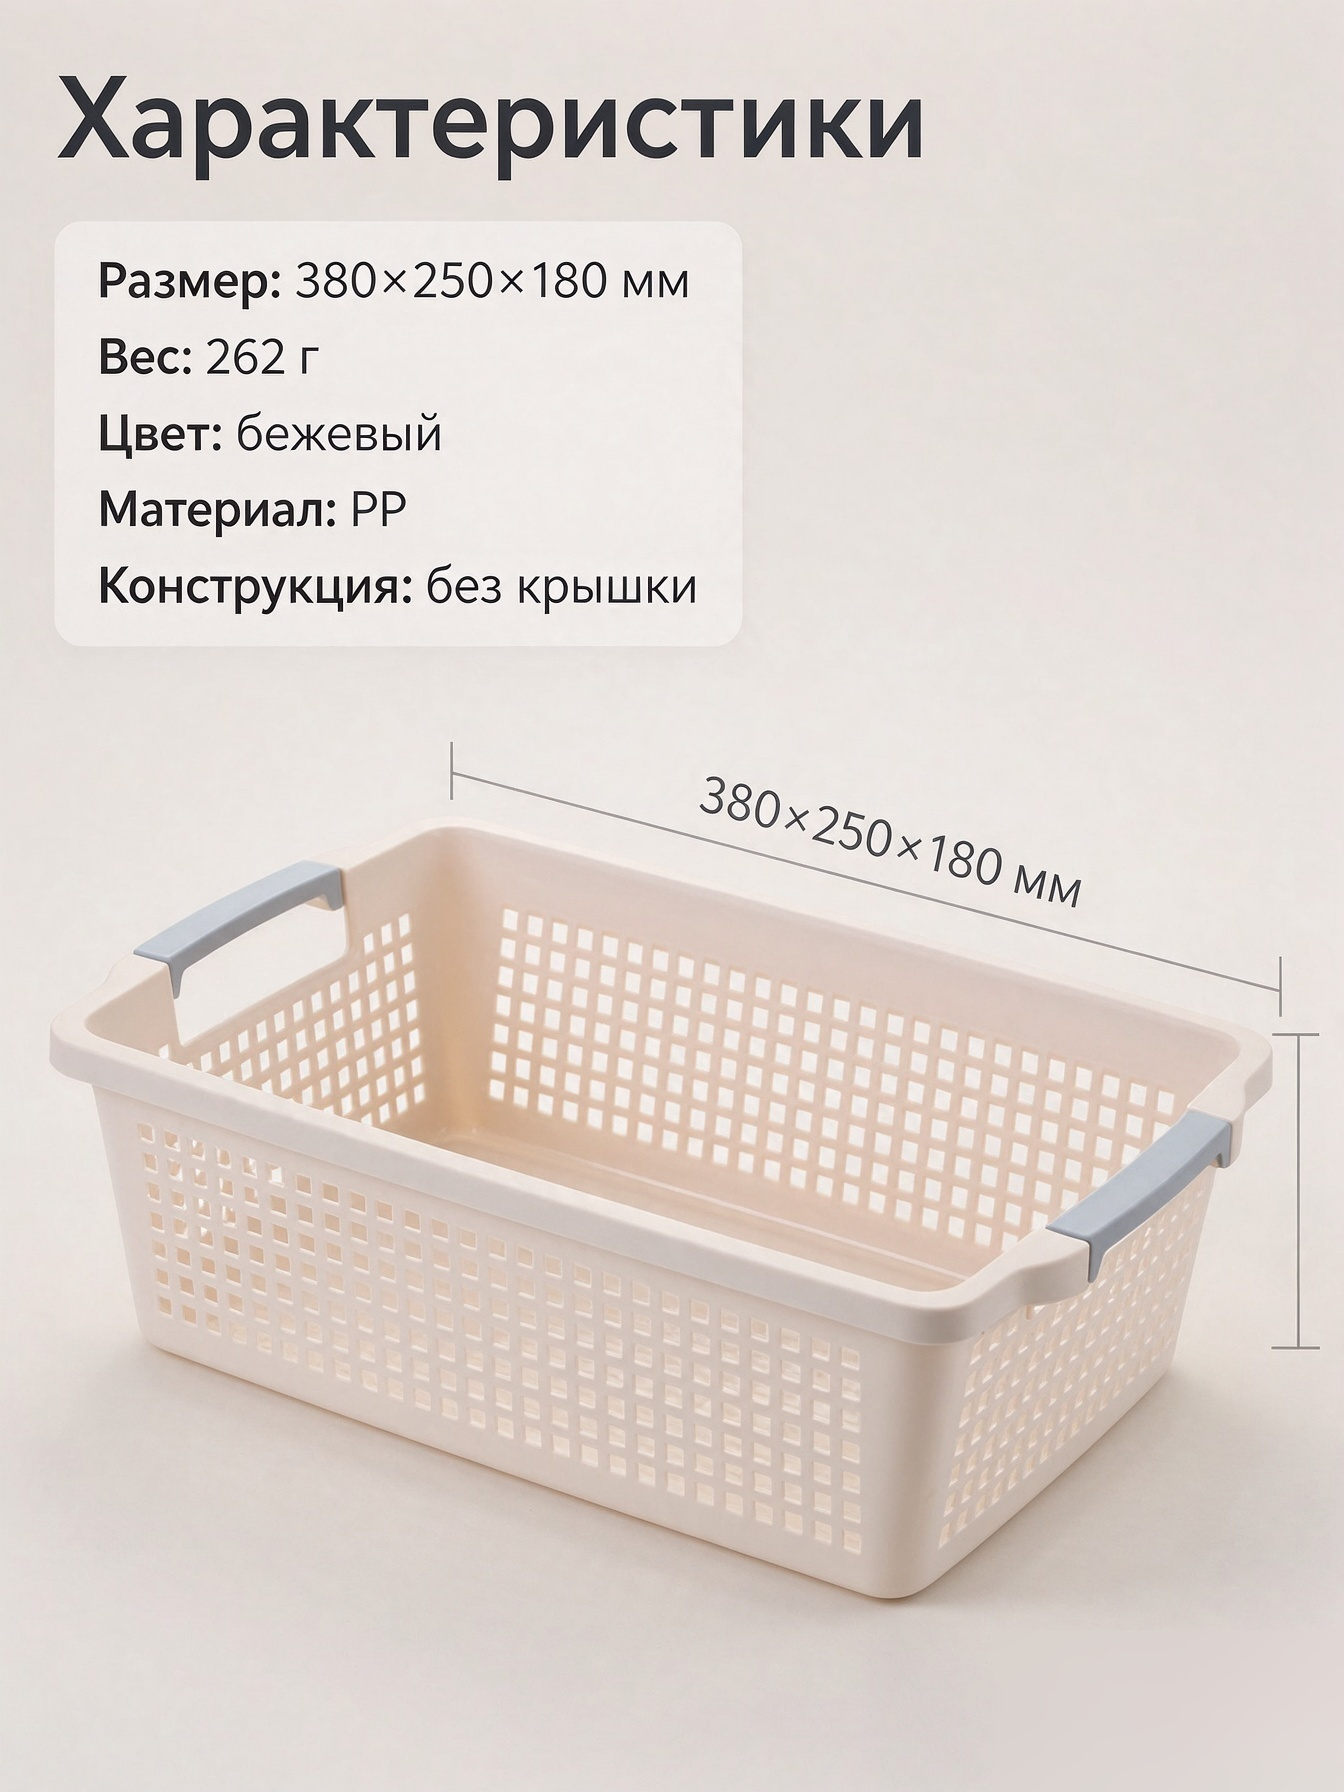 Характеристики
Размер: 380×250×180 мм
Вес: 262 г
Цвет: бежевый
Материал: PP
Конструкция: без крышки
380×250×180 мм